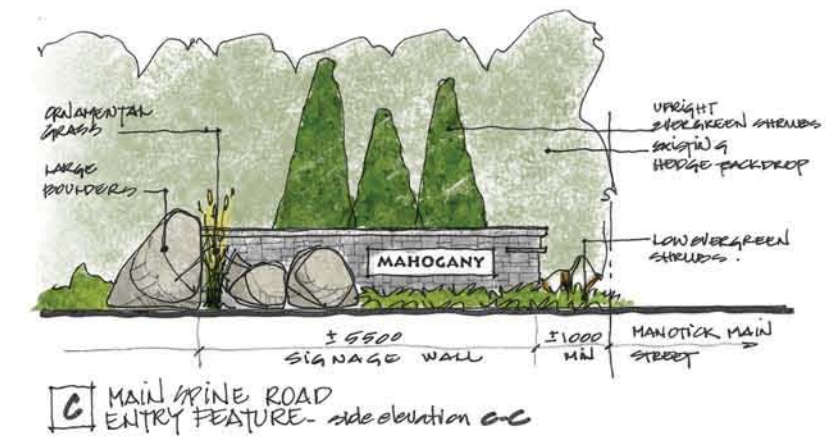 ORNAMENTAL
GRASS
LARGE
BOULDERS
UPRIGHT
EVERGREEN SHRUBS
EXISTING
HEDGE BACKDROP
MAHOGANY
LOW EVERGREEN
SHRUBS.
± 5500
SIGNAGE WALL
± 1000
MIN
MANOTICK MAIN
STREET
C
MAIN SPINE ROAD
ENTRY FEATURE - side elevation C-C